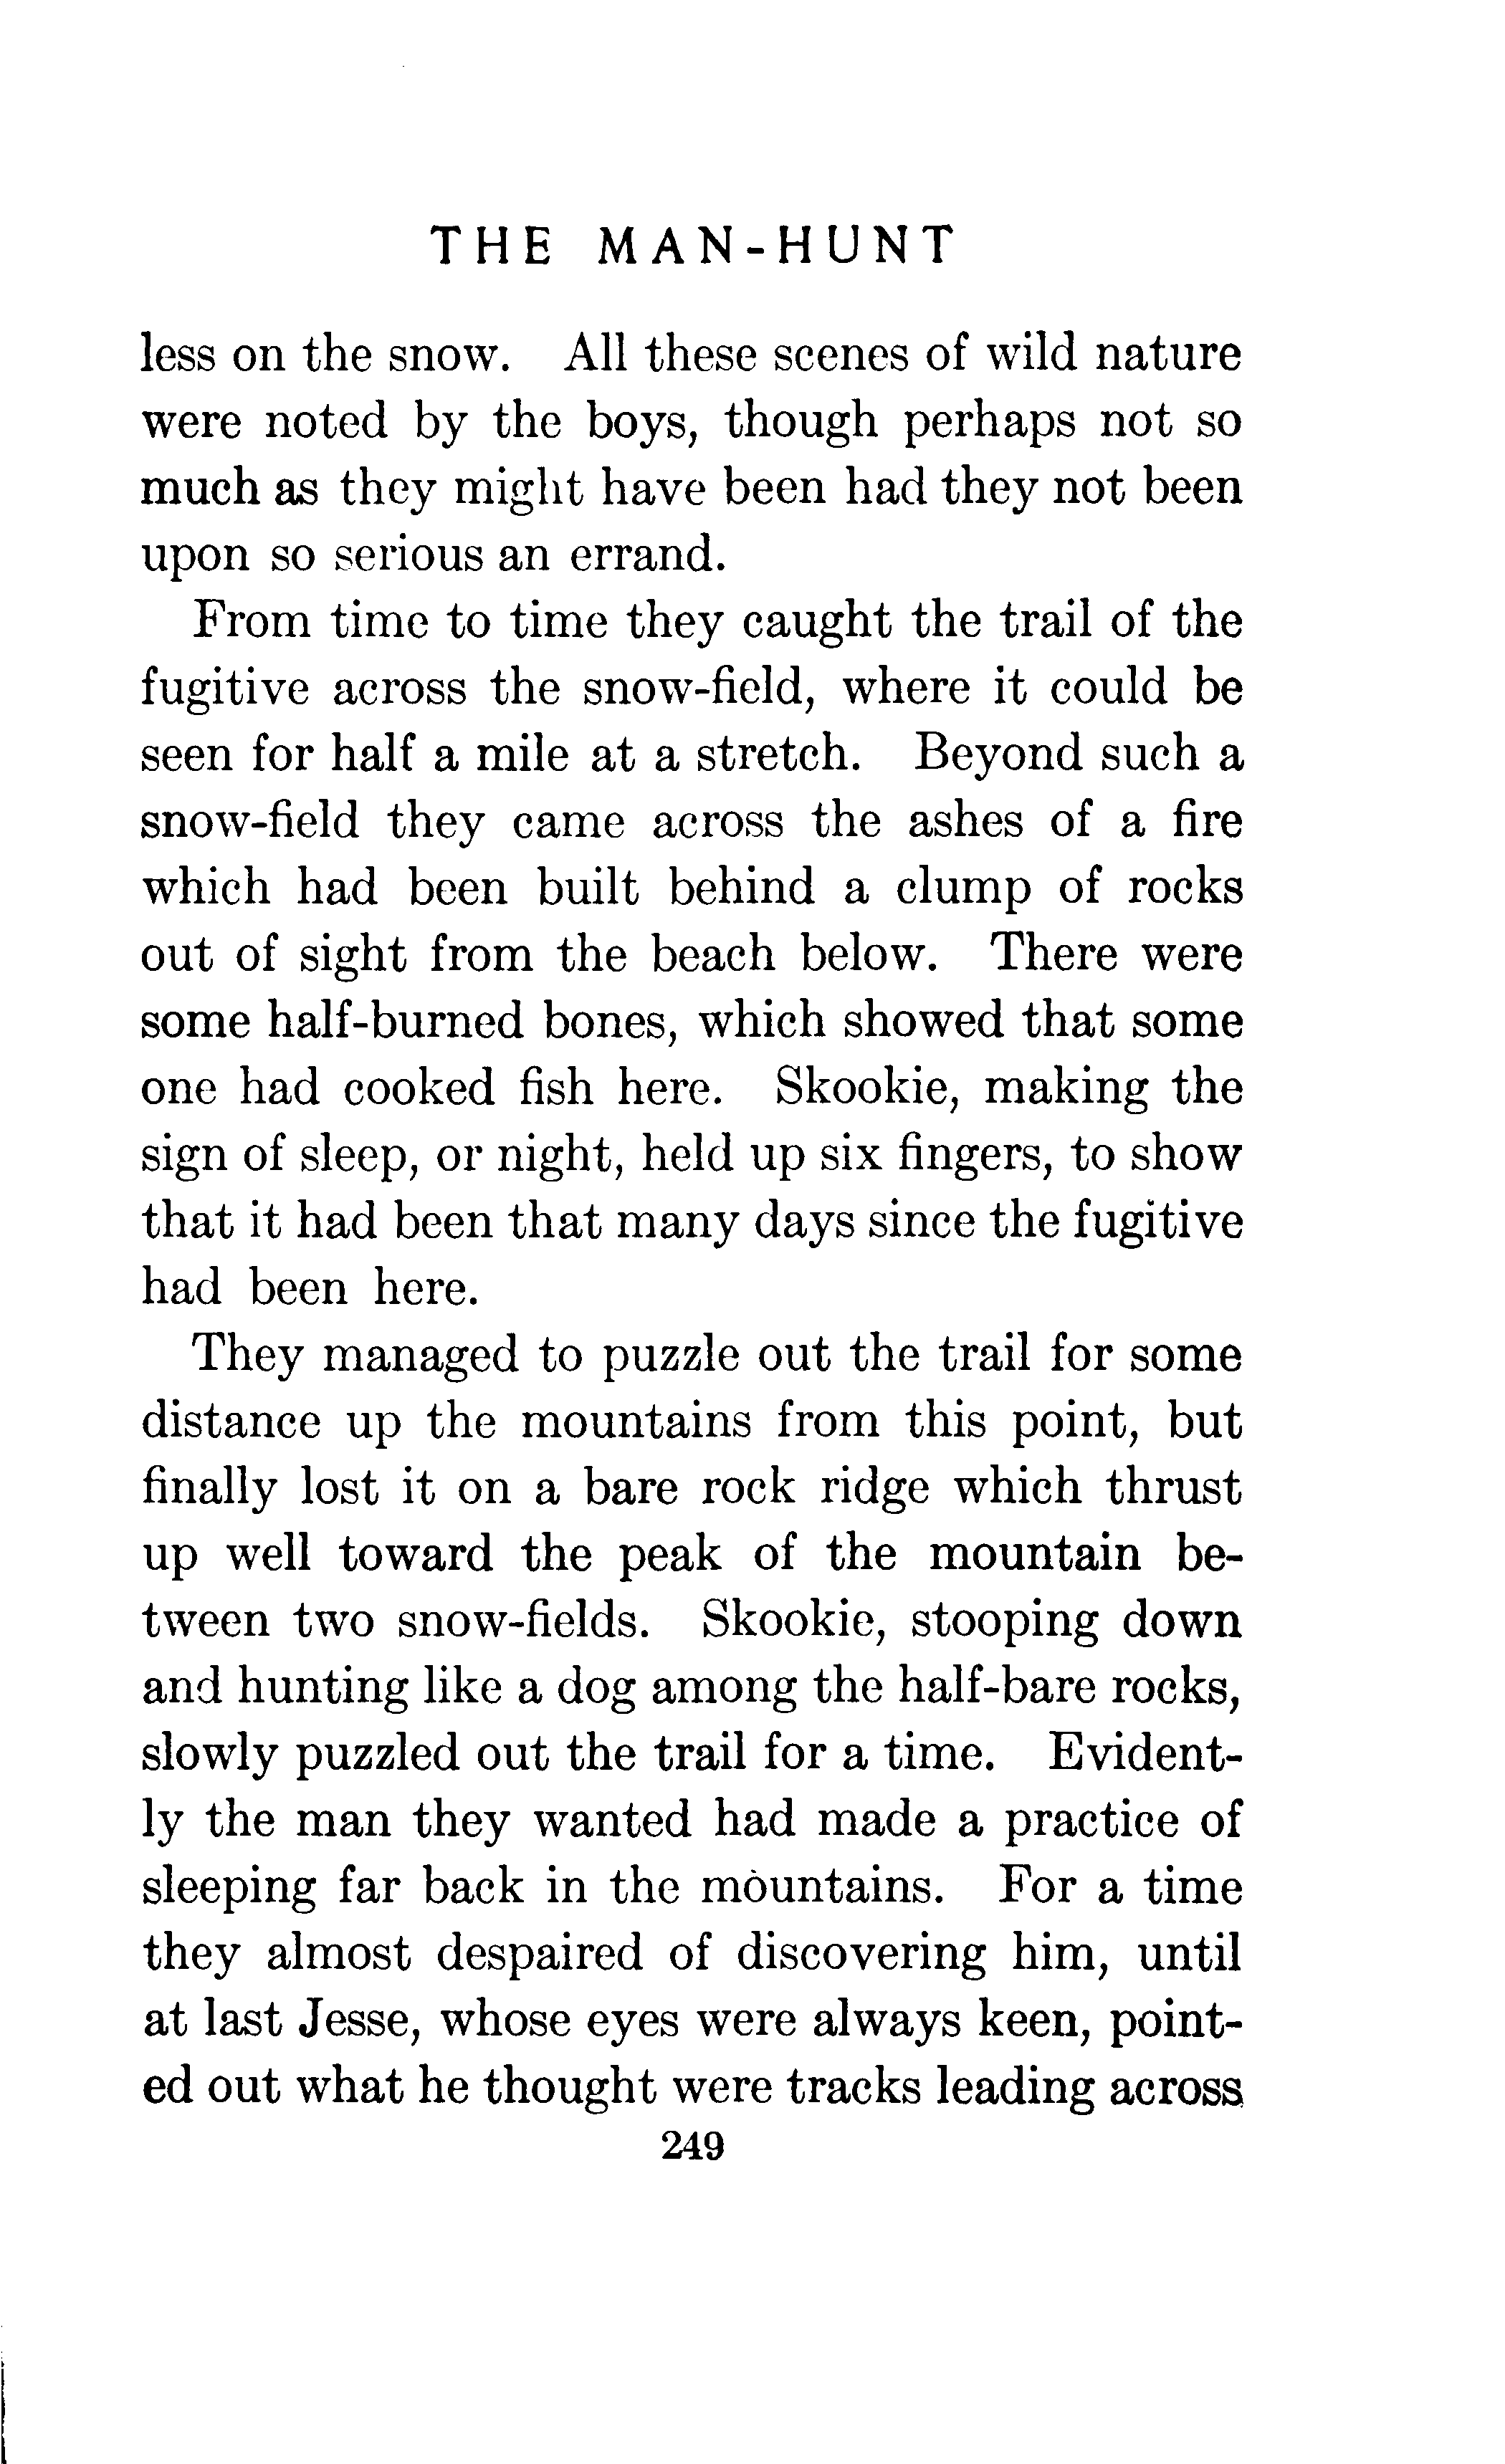 THE MAN-HUNT
less on the snow. All these scenes of wild nature
were noted by the boys, though perhaps not so
much as they might have been had they not been
upon so serious an errand.
From time to time they caught the trail of the
fugitive across the snow-field, where it could be
seen for half a mile at a stretch. Beyond such a
snow-field they came across the ashes of a fire
which had been built behind a clump of rocks
out of sight from the beach below. There were
some half-burned bones, which showed that some
one had cooked fish here. Skookie, making the
sign of sleep, or night, held up six fingers, to show
that it had been that many days since the fugitive
had been here.
They managed to puzzle out the trail for some
distance up the mountains from this point, but
finally lost it on a bare rock ridge which thrust
up well toward the peak of the mountain be-
tween two snow-fields. Skookie, stooping down
and hunting like a dog among the half-bare rocks,
slowly puzzled out the trail for a time. Evident-
ly the man they wanted had made a practice of
sleeping far back in the mountains. For a time
they almost despaired of discovering him, until
at last Jesse, whose eyes were always keen, point-
ed out what he thought were tracks leading across
249